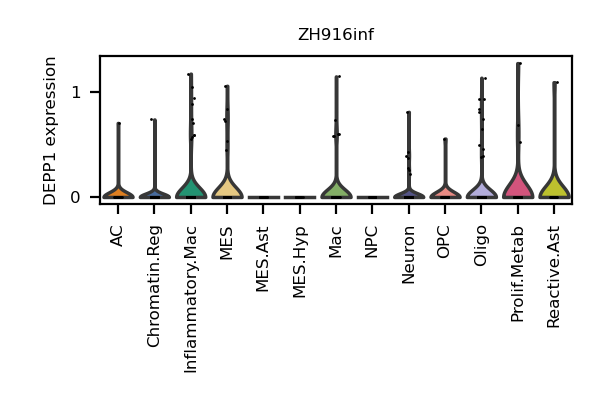 ZH916inf
DEPP1 expression
1
0
AC
Chromatin.Reg
Inflammatory.Mac
MES
MES.Ast
MES.Hyp
Mac
NPC
Neuron
OPC
Oligo
Prolif.Metab
Reactive.Ast